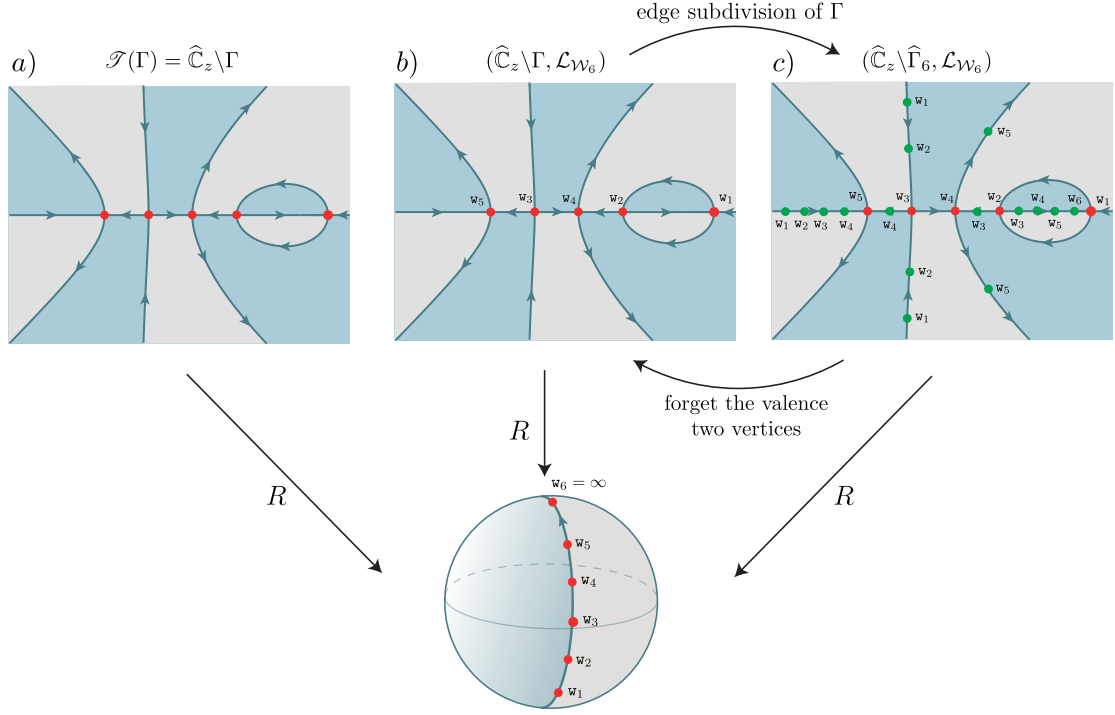 edge subdivision of Γ
a) 𝒯(Γ) = Ĉ_z\Γ
b) (Ĉ_z\Γ, ℒ_𝒲₆)
c) (Ĉ_z\Γ̂₆, ℒ_𝒲₆)
w₅ w₃ w₄ w₂ w₁
w₁
w₅
w₂
w₅ w₃ w₄ w₂ w₄ w₆ w₁
w₁ w₂ w₃ w₄ w₄ w₃ w₃ w₅
w₂
w₅
w₁
forget the valence
two vertices
R
R
R
w₆ = ∞
w₅
w₄
w₃
w₂
w₁